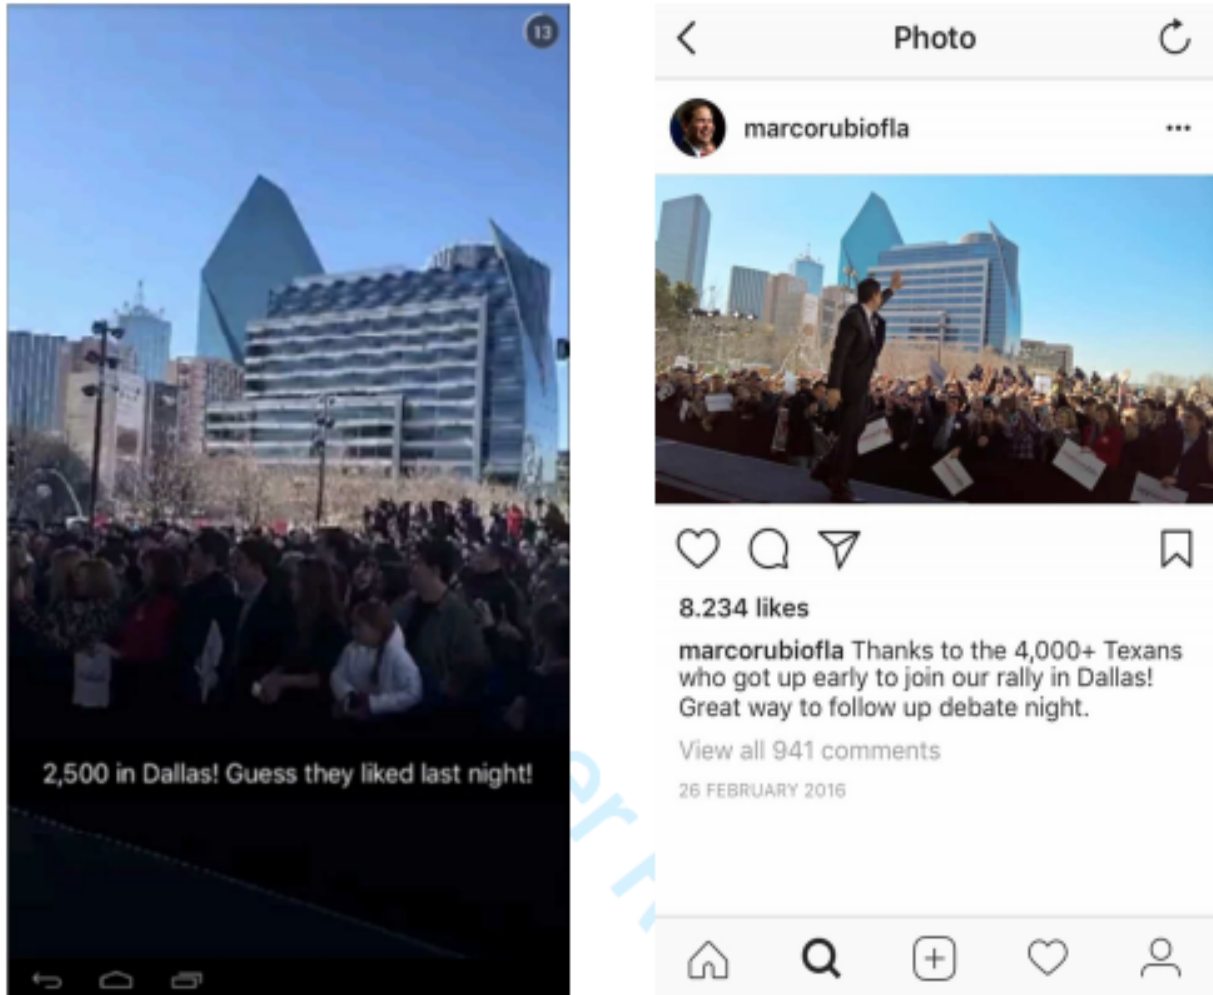 13
2,500 in Dallas! Guess they liked last night!
Photo
marcorubiofla
8.234 likes
marcorubiofla Thanks to the 4,000+ Texans
who got up early to join our rally in Dallas!
Great way to follow up debate night.
View all 941 comments
26 FEBRUARY 2016